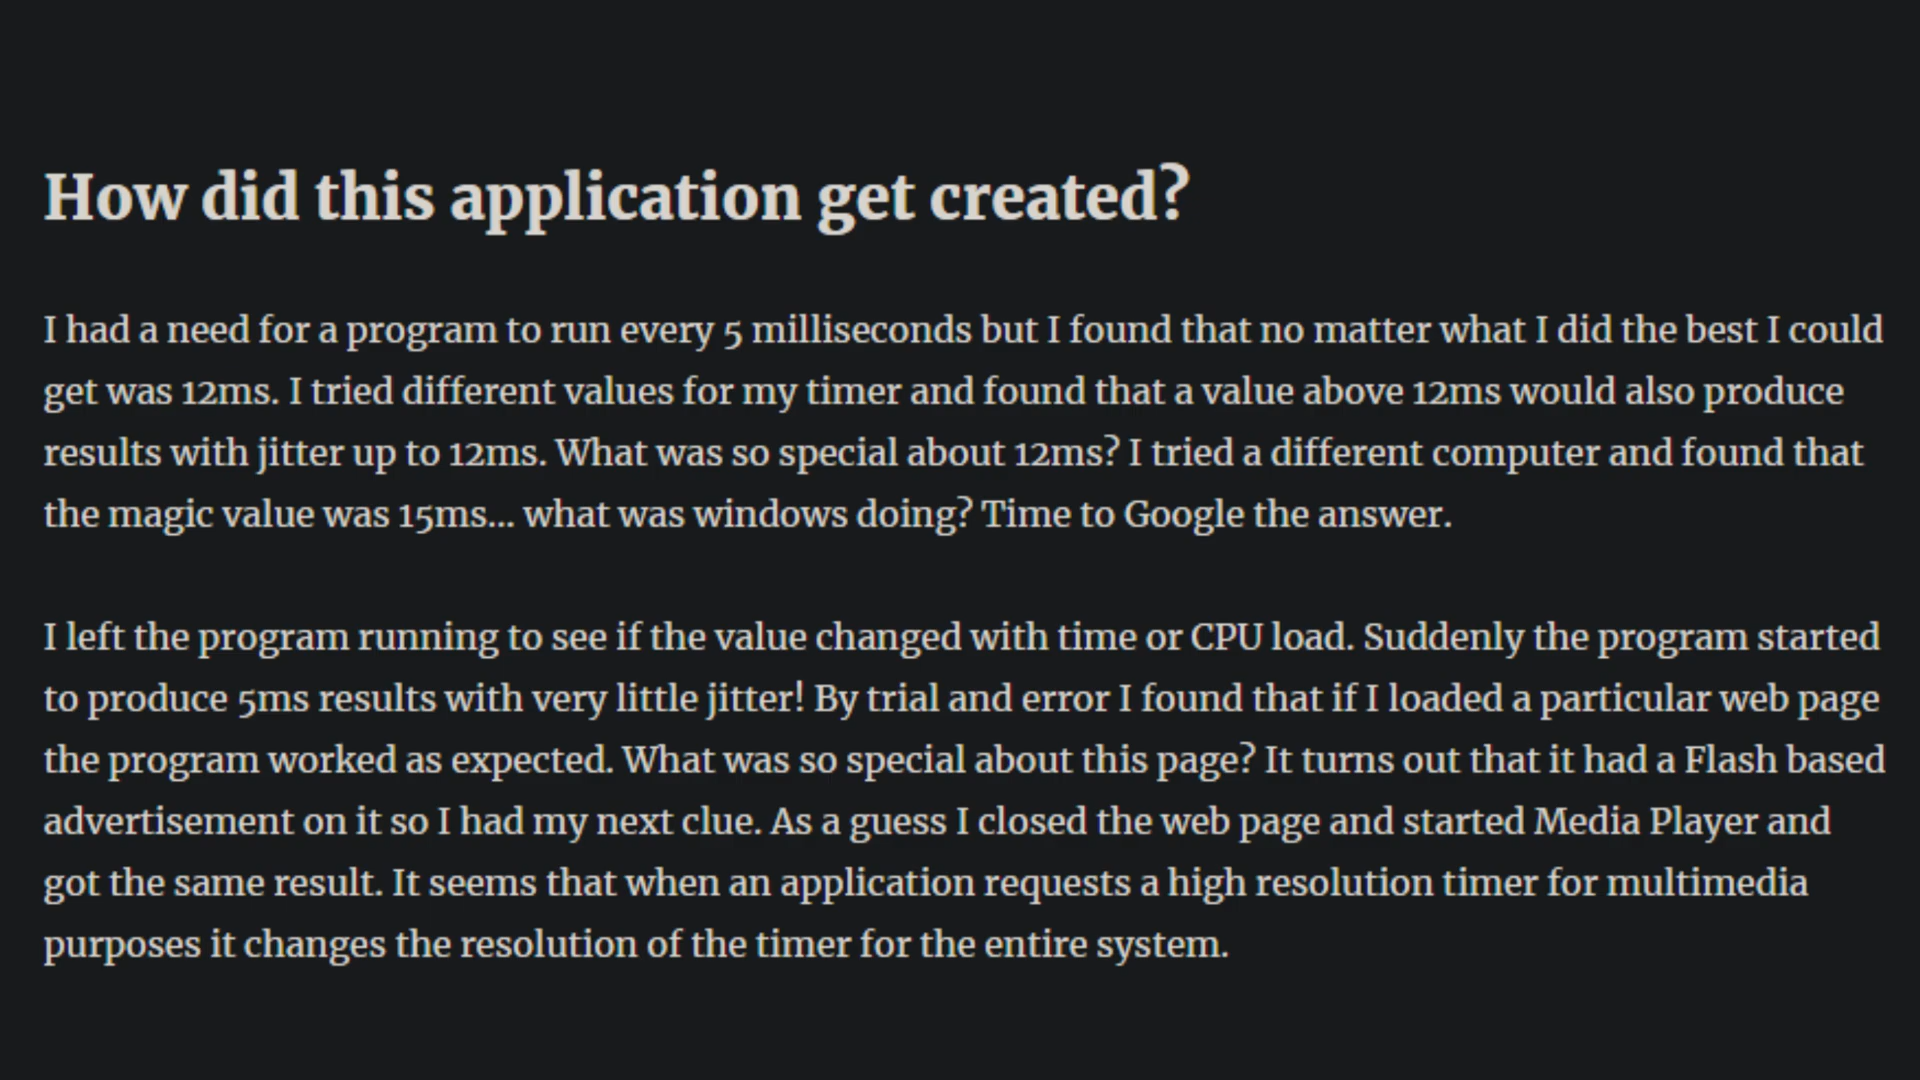 How did this application get created?
I had a need for a program to run every 5 milliseconds but I found that no matter what I did the best I could
get was 12ms. I tried different values for my timer and found that a value above 12ms would also produce
results with jitter up to 12ms. What was so special about 12ms? I tried a different computer and found that
the magic value was 15ms... what was windows doing? Time to Google the answer.
I left the program running to see if the value changed with time or CPU load. Suddenly the program started
to produce 5ms results with very little jitter! By trial and error I found that if I loaded a particular web page
the program worked as expected. What was so special about this page? It turns out that it had a Flash based
advertisement on it so I had my next clue. As a guess I closed the web page and started Media Player and
got the same result. It seems that when an application requests a high resolution timer for multimedia
purposes it changes the resolution of the timer for the entire system.